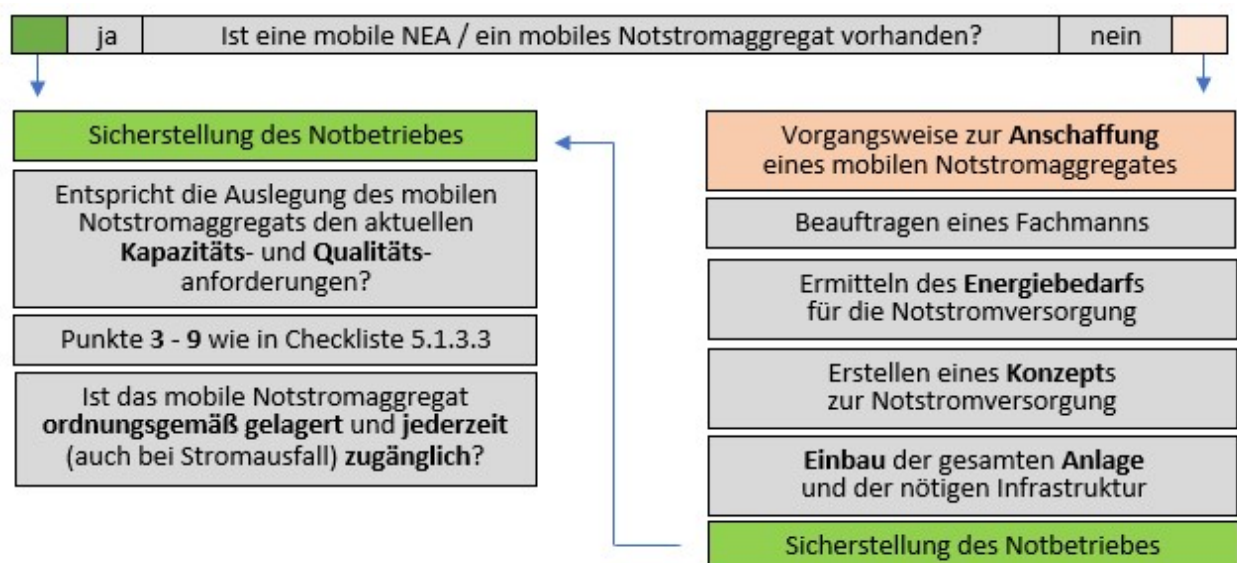 ja
Ist eine mobile NEA / ein mobiles Notstromaggregat vorhanden?
nein
Sicherstellung des Notbetriebes
Entspricht die Auslegung des mobilen
Notstromaggregats den aktuellen
Kapazitäts- und Qualitäts-
anforderungen?
Punkte 3 - 9 wie in Checkliste 5.1.3.3
Ist das mobile Notstromaggregat
ordnungsgemäß gelagert und jederzeit
(auch bei Stromausfall) zugänglich?
Vorgangsweise zur Anschaffung
eines mobilen Notstromaggregates
Beauftragen eines Fachmanns
Ermitteln des Energiebedarfs
für die Notstromversorgung
Erstellen eines Konzepts
zur Notstromversorgung
Einbau der gesamten Anlage
und der nötigen Infrastruktur
Sicherstellung des Notbetriebes